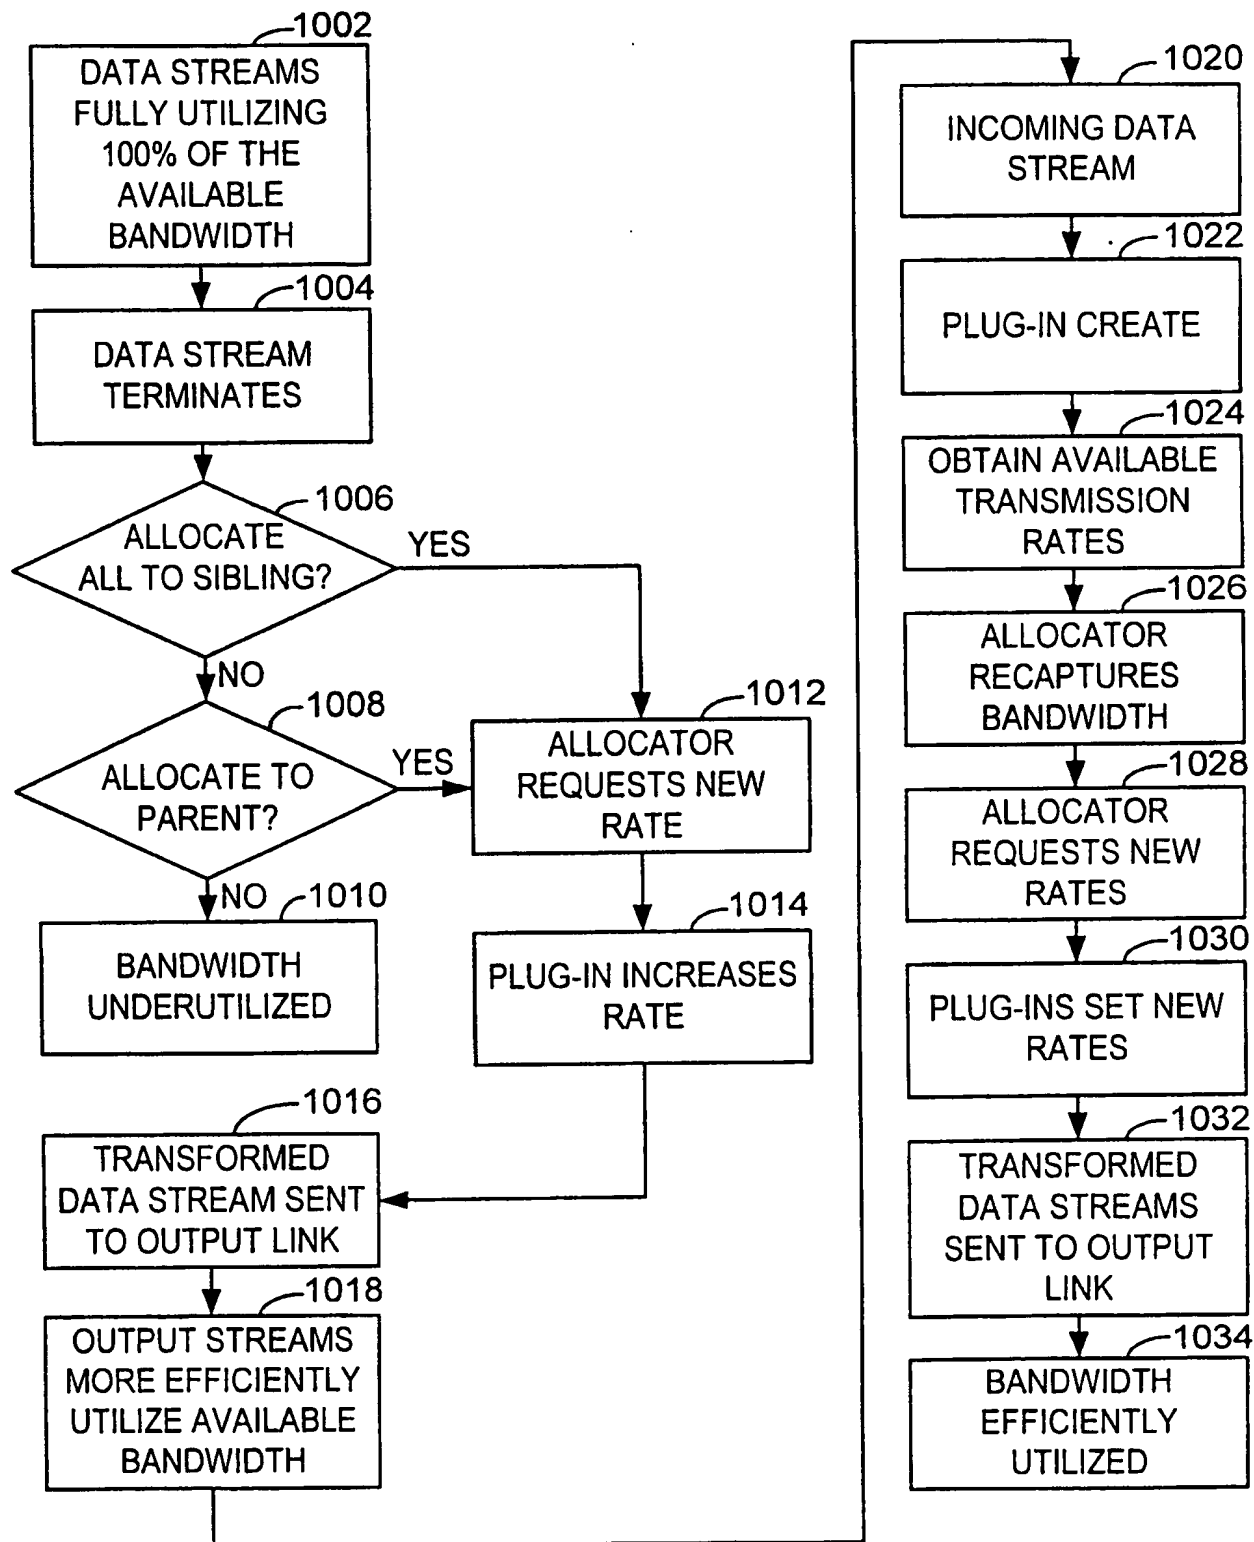 1002
DATA STREAMS
FULLY UTILIZING
100% OF THE
AVAILABLE
BANDWIDTH
1004
DATA STREAM
TERMINATES
1006
ALLOCATE
ALL TO SIBLING?
YES
NO
1008
ALLOCATE TO
PARENT?
YES
NO
1010
BANDWIDTH
UNDERUTILIZED
1012
ALLOCATOR
REQUESTS NEW
RATE
1014
PLUG-IN INCREASES
RATE
1016
TRANSFORMED
DATA STREAM SENT
TO OUTPUT LINK
1018
OUTPUT STREAMS
MORE EFFICIENTLY
UTILIZE AVAILABLE
BANDWIDTH
1020
INCOMING DATA
STREAM
1022
PLUG-IN CREATE
1024
OBTAIN AVAILABLE
TRANSMISSION
RATES
1026
ALLOCATOR
RECAPTURES
BANDWIDTH
1028
ALLOCATOR
REQUESTS NEW
RATES
1030
PLUG-INS SET NEW
RATES
1032
TRANSFORMED
DATA STREAMS
SENT TO OUTPUT
LINK
1034
BANDWIDTH
EFFICIENTLY
UTILIZED